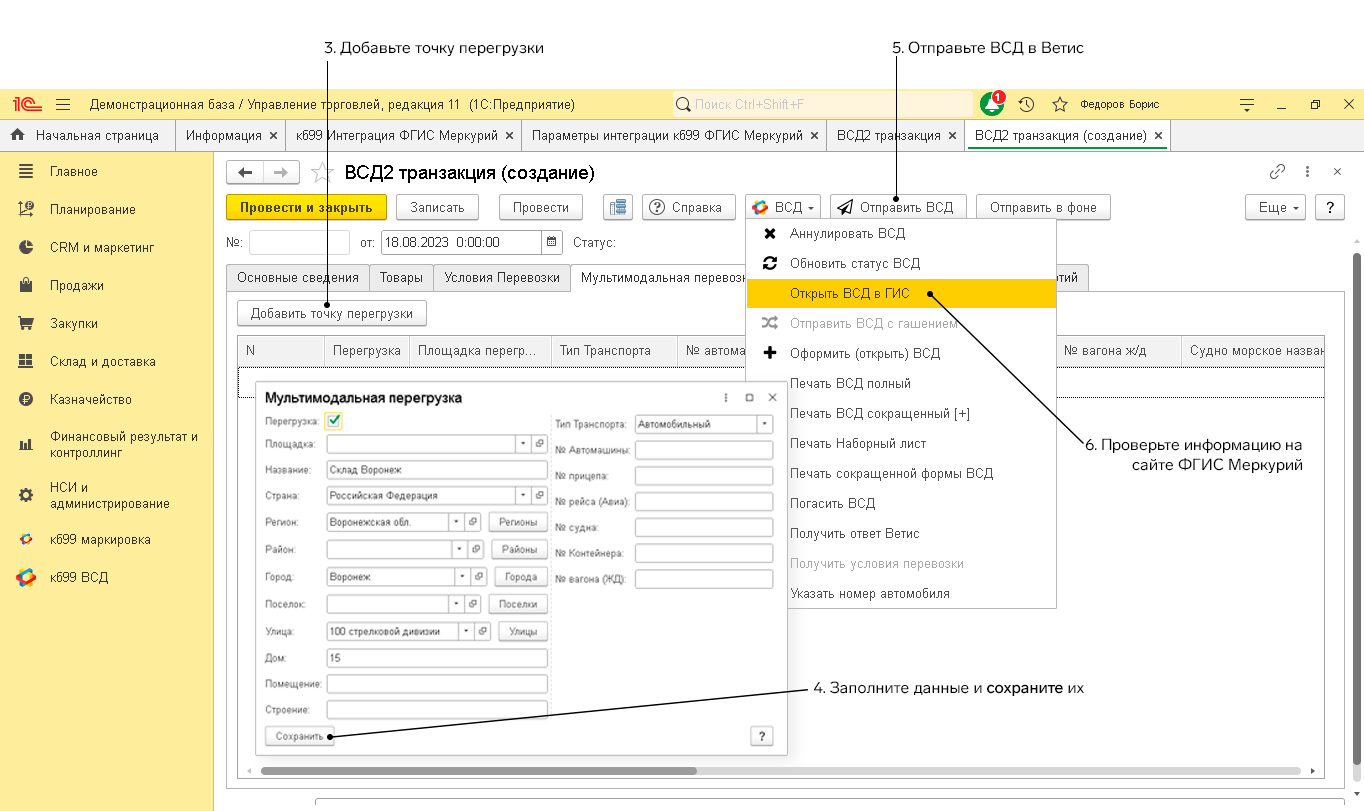 3. Добавьте точку перегрузки
5. Отправьте ВСД в Ветис
1С
Демонстрационная база / Управление торговлей, редакция 11 (1С:Предприятие)
Поиск Ctrl+Shift+F
1
Федоров Борис
Начальная страница
Информация ×
к699 Интеграция ФГИС Меркурий ×
Параметры интеграции к699 ФГИС Меркурий ×
ВСД2 транзакция ×
ВСД2 транзакция (создание) ×
Главное
Планирование
CRM и маркетинг
Продажи
Закупки
Склад и доставка
Казначейство
Финансовый результат и
контроллинг
НСИ и
администрирование
к699 маркировка
к699 ВСД
ВСД2 транзакция (создание)
Провести и закрыть
Записать
Провести
Справка
ВСД
Отправить ВСД
Отправить в фоне
Еще
?
№:
от: 18.08.2023 0:00:00
Статус:
Основные сведения
Товары
Условия Перевозки
Мультимодальная перевозк
тий
Добавить точку перегрузки
N
Перегрузка
Площадка перегр...
Тип Транспорта
№ автома
№ вагона ж/д
Судно морское назван
Аннулировать ВСД
Обновить статус ВСД
Открыть ВСД в ГИС
Отправить ВСД с гашением
Оформить (открыть) ВСД
Печать ВСД полный
Печать ВСД сокращенный [+]
Печать Наборный лист
Печать сокращенной формы ВСД
Погасить ВСД
Получить ответ Ветис
Получить условия перевозки
Указать номер автомобиля
6. Проверьте информацию на
сайте ФГИС Меркурий
Мультимодальная перегрузка
Перегрузка:
Площадка:
Название: Склад Воронеж
Страна: Российская Федерация
Регион: Воронежская обл. Регионы
Район: Районы
Город: Воронеж Города
Поселок: Поселки
Улица: 100 стрелковой дивизии Улицы
Дом: 15
Помещение:
Строение:
Сохранить
Тип Транспорта: Автомобильный
№ Автомашины:
№ прицепа:
№ рейса (Авиа):
№ судна:
№ Контейнера:
№ вагона (ЖД):
?
4. Заполните данные и сохраните их